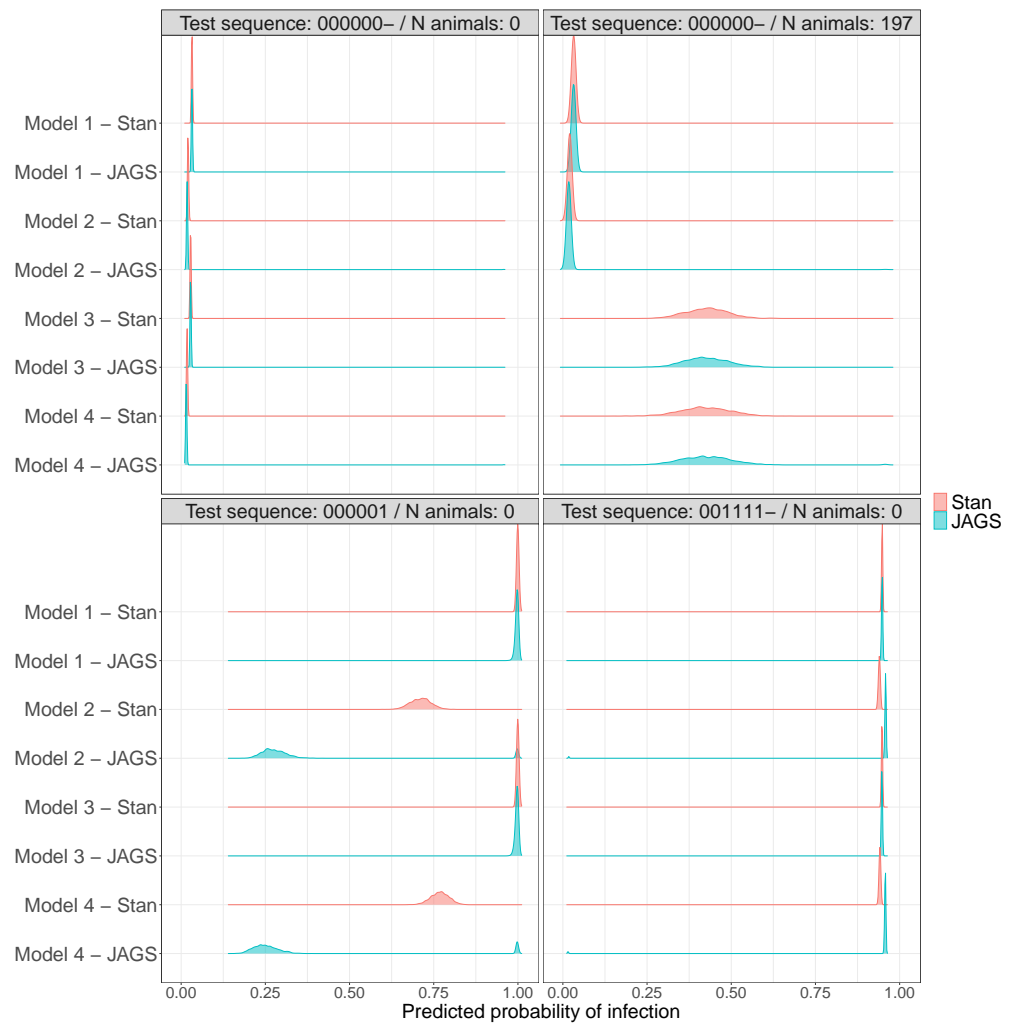 Test sequence: 000000− / N animals: 0
Test sequence: 000000− / N animals: 197
Model 1 − Stan
Model 1 − JAGS
Model 2 − Stan
Model 2 − JAGS
Model 3 − Stan
Model 3 − JAGS
Model 4 − Stan
Model 4 − JAGS
Test sequence: 000001 / N animals: 0
Test sequence: 001111− / N animals: 0
Model 1 − Stan
Model 1 − JAGS
Model 2 − Stan
Model 2 − JAGS
Model 3 − Stan
Model 3 − JAGS
Model 4 − Stan
Model 4 − JAGS
0.00 0.25 0.50 0.75 1.00 0.00 0.25 0.50 0.75 1.00
Predicted probability of infection
Stan
JAGS